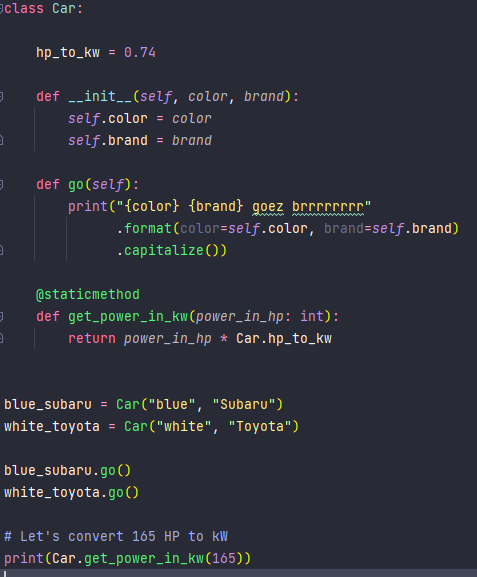 class Car:
hp_to_kw = 0.74
def __init__(self, color, brand):
self.color = color
self.brand = brand
def go(self):
print("{color} {brand} goez brrrrrrrr"
.format(color=self.color, brand=self.brand)
.capitalize())
@staticmethod
def get_power_in_kw(power_in_hp: int):
return power_in_hp * Car.hp_to_kw
blue_subaru = Car("blue", "Subaru")
white_toyota = Car("white", "Toyota")
blue_subaru.go()
white_toyota.go()
# Let's convert 165 HP to kW
print(Car.get_power_in_kw(165))